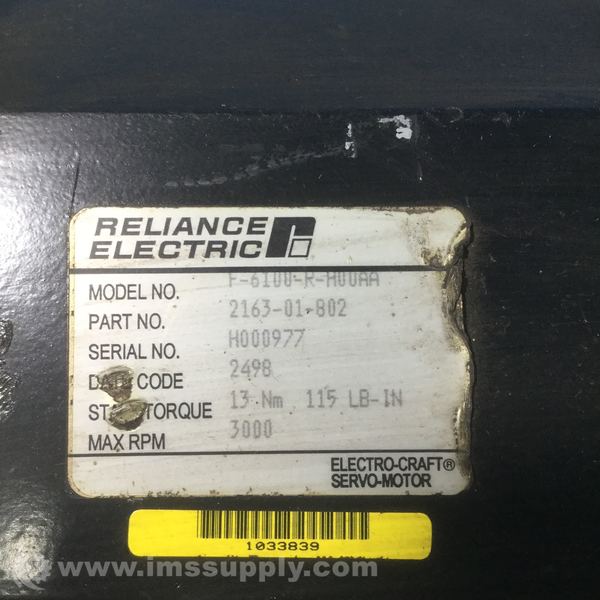 RELIANCE
ELECTRIC
MODEL NO. F-6100-R-H00AA
PART NO. 2163-01-802
SERIAL NO. H000977
DATE CODE 2498
TORQUE 13 Nm 115 LB-IN
MAX RPM 3000
ELECTRO-CRAFT®
SERVO-MOTOR
1033839
www.imssupply.com